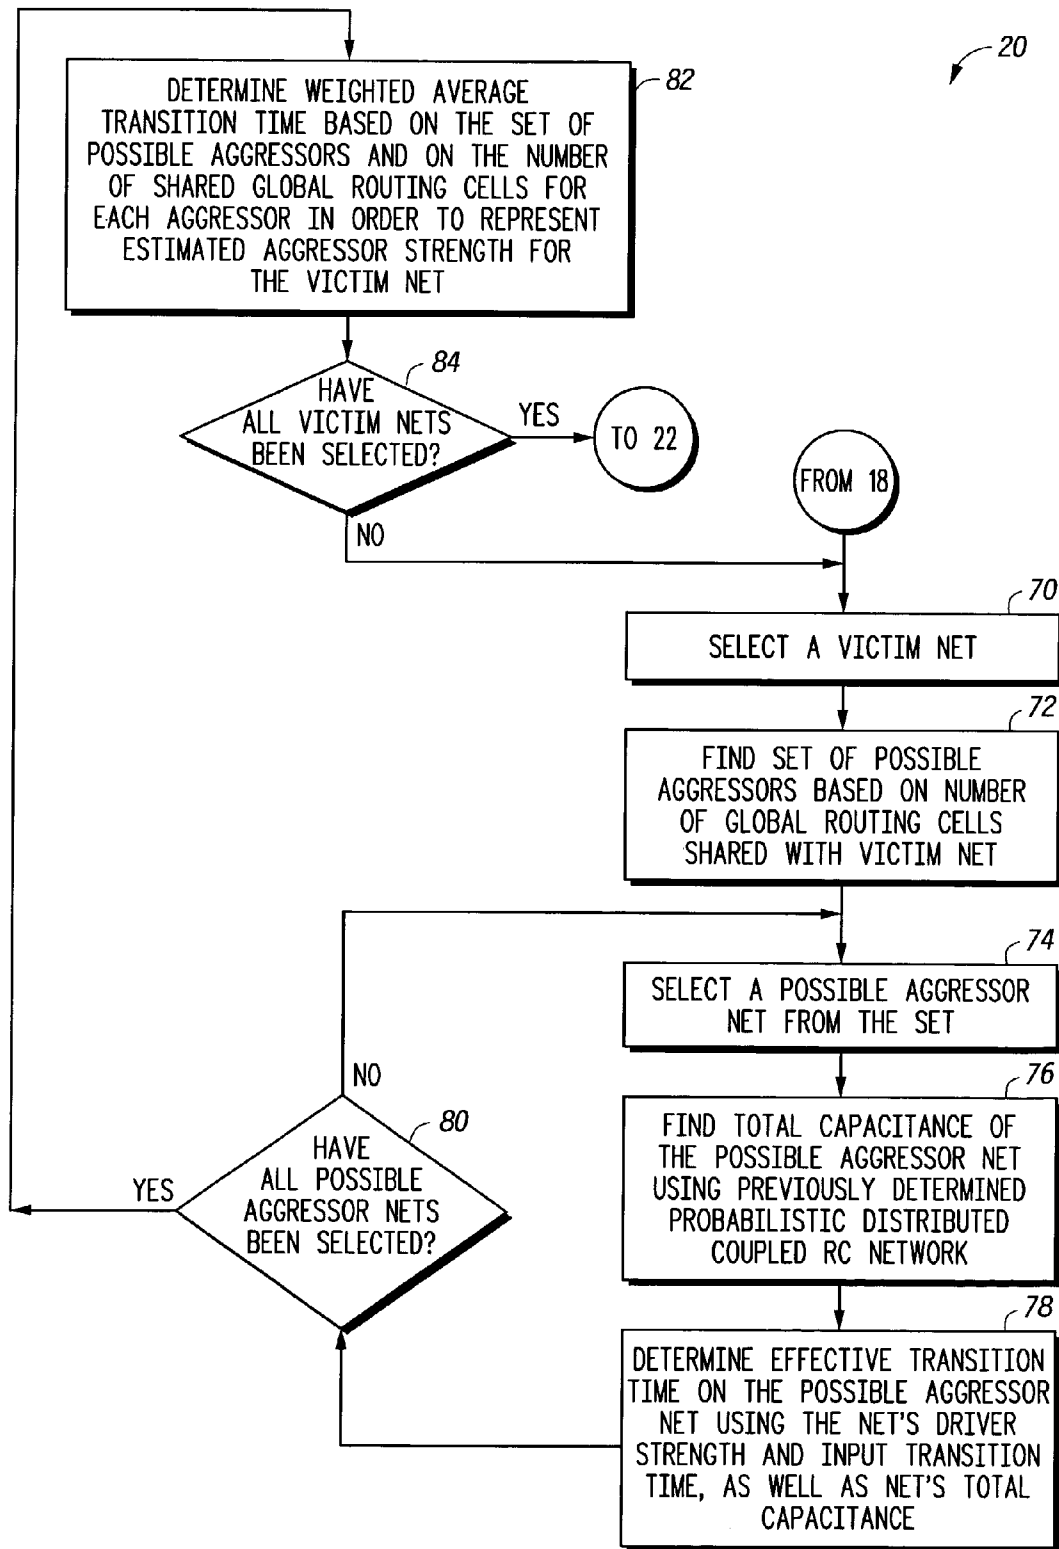 20
82
DETERMINE WEIGHTED AVERAGE
TRANSITION TIME BASED ON THE SET OF
POSSIBLE AGGRESSORS AND ON THE NUMBER
OF SHARED GLOBAL ROUTING CELLS FOR
EACH AGGRESSOR IN ORDER TO REPRESENT
ESTIMATED AGGRESSOR STRENGTH FOR
THE VICTIM NET
84
HAVE
ALL VICTIM NETS
BEEN SELECTED?
YES
TO 22
NO
FROM 18
70
SELECT A VICTIM NET
72
FIND SET OF POSSIBLE
AGGRESSORS BASED ON NUMBER
OF GLOBAL ROUTING CELLS
SHARED WITH VICTIM NET
74
SELECT A POSSIBLE AGGRESSOR
NET FROM THE SET
76
FIND TOTAL CAPACITANCE OF
THE POSSIBLE AGGRESSOR NET
USING PREVIOUSLY DETERMINED
PROBABILISTIC DISTRIBUTED
COUPLED RC NETWORK
78
DETERMINE EFFECTIVE TRANSITION
TIME ON THE POSSIBLE AGGRESSOR
NET USING THE NET'S DRIVER
STRENGTH AND INPUT TRANSITION
TIME, AS WELL AS NET'S TOTAL
CAPACITANCE
80
HAVE
ALL POSSIBLE
AGGRESSOR NETS
BEEN SELECTED?
NO
YES